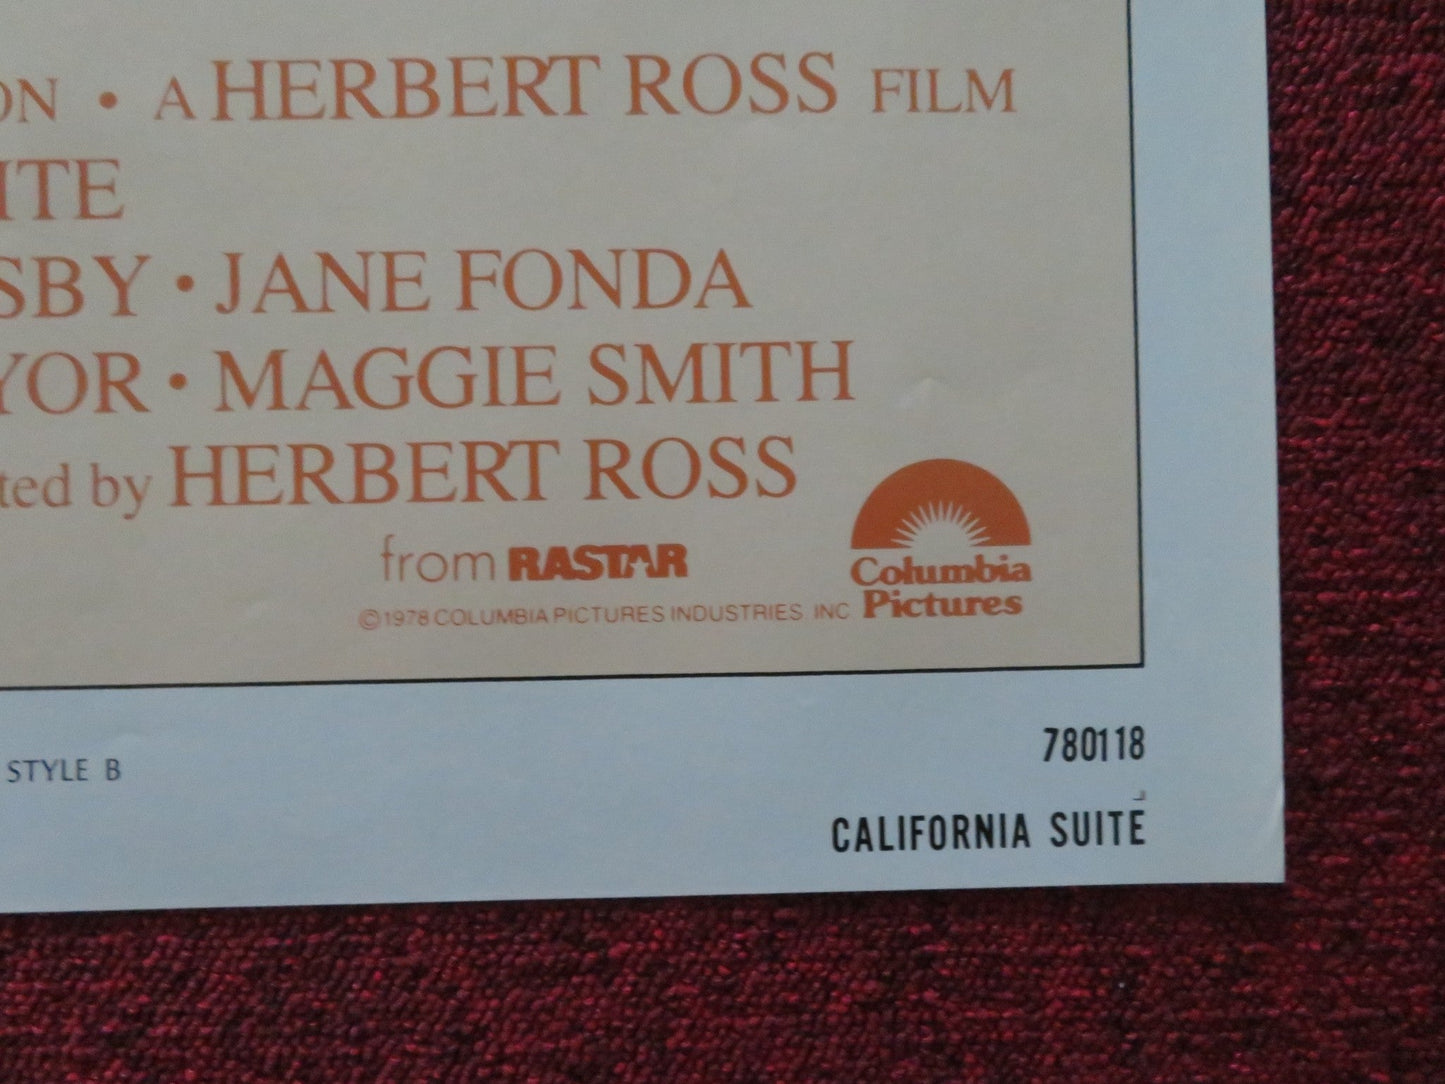 ON • A HERBERT ROSS FILM
ITE
SBY • JANE FONDA
YOR • MAGGIE SMITH
ted by HERBERT ROSS
from RASTAR
©1978 COLUMBIA PICTURES INDUSTRIES, INC
Columbia
Pictures
780118
STYLE B
CALIFORNIA SUITE